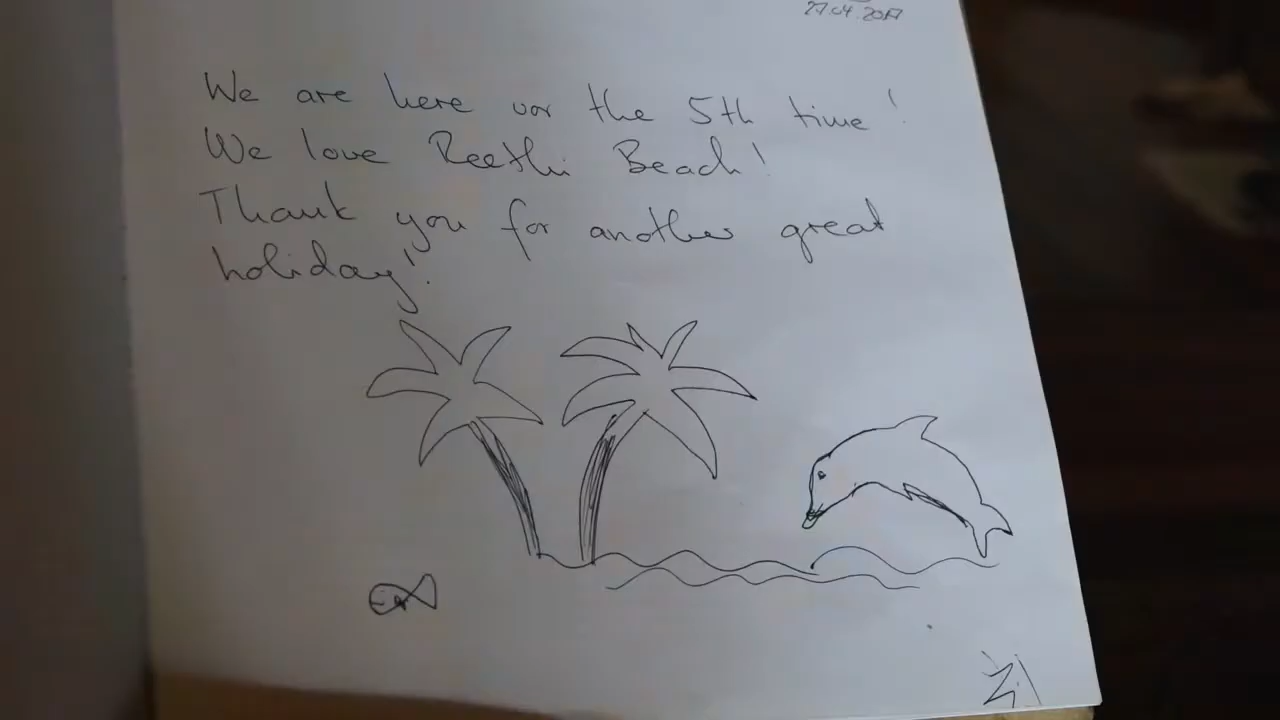 27.04.2017
We are here vor the 5th time!
We love Reethi Beach!
Thank you for another great
holiday!